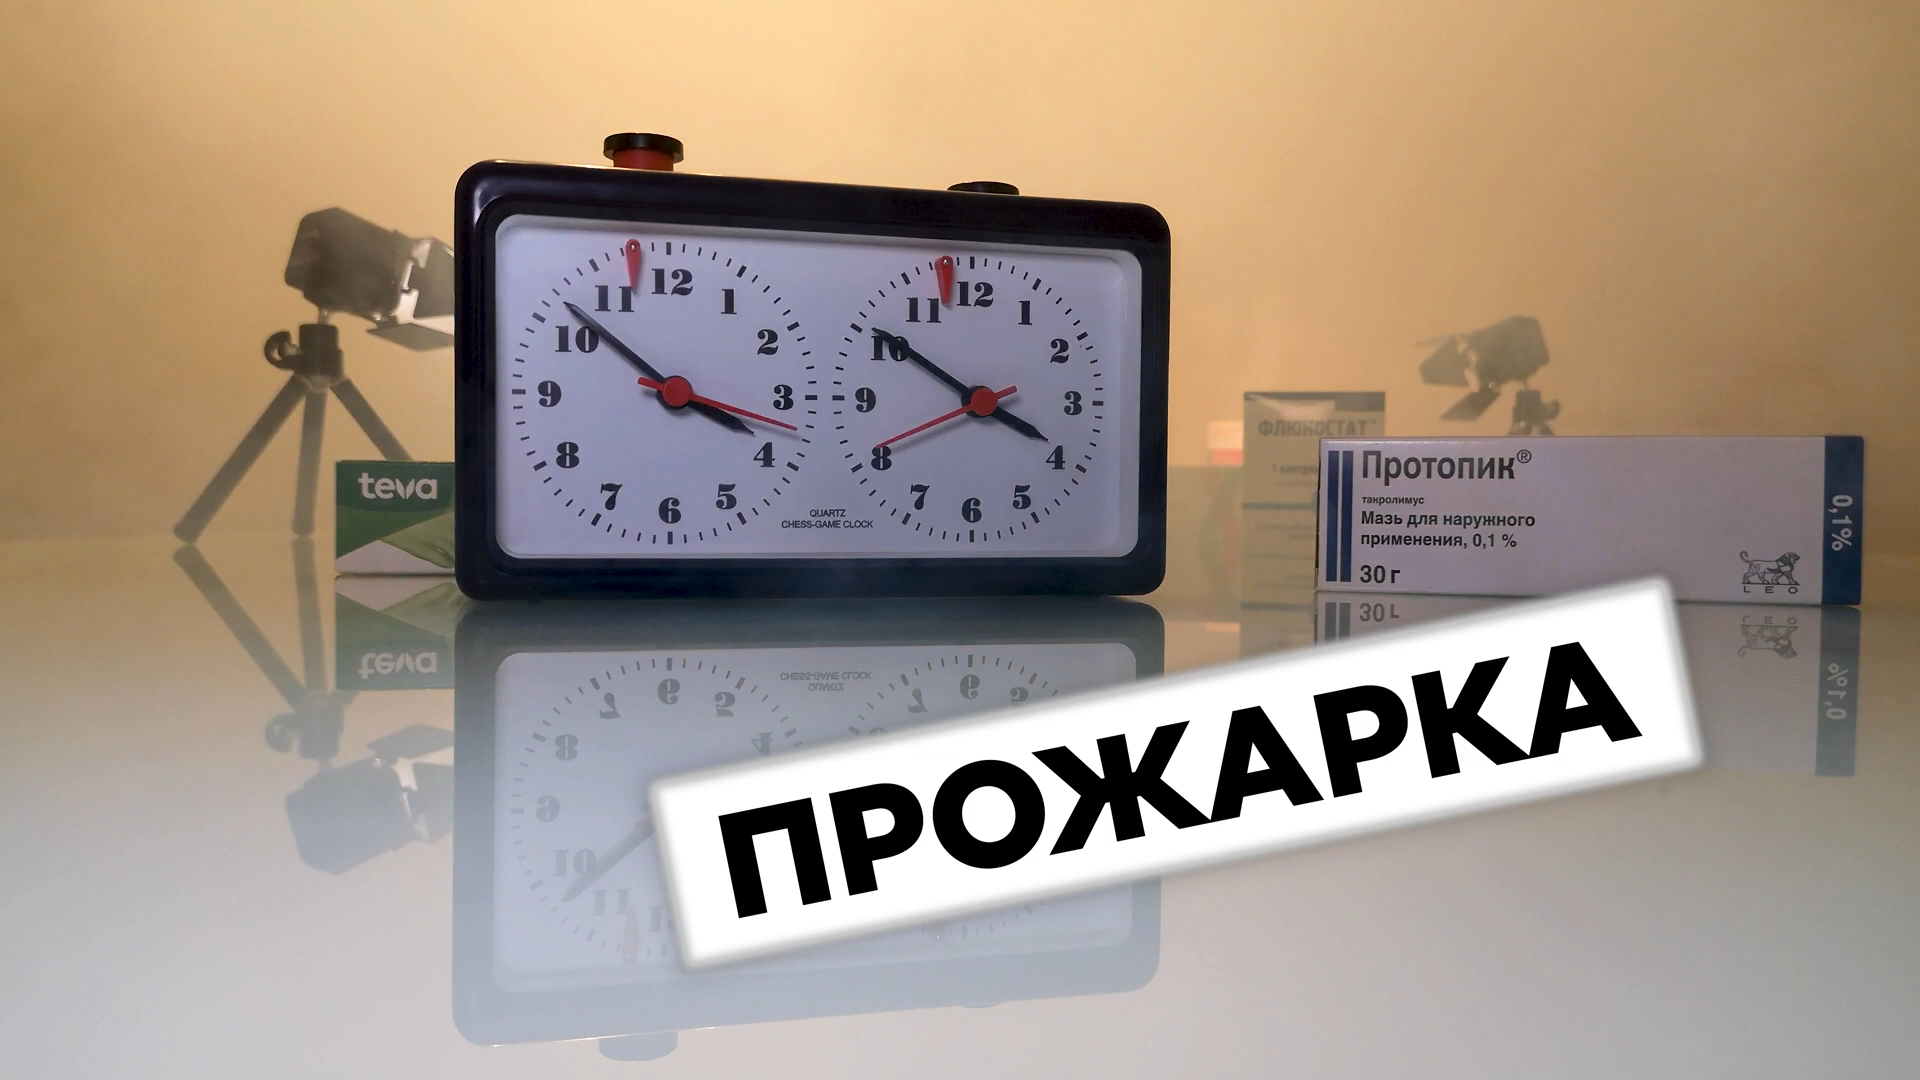 12
11
1
10
2
9
3
8
4
7
5
6
12
11
1
10
2
9
3
8
4
7
5
6
QUARTZ
CHESS-GAME CLOCK
teva
ФЛЮКОСТАТ
Протопик®
такролимус
Мазь для наружного
применения, 0,1 %
30 г
LEO
0,1%
ПРОЖАРКА